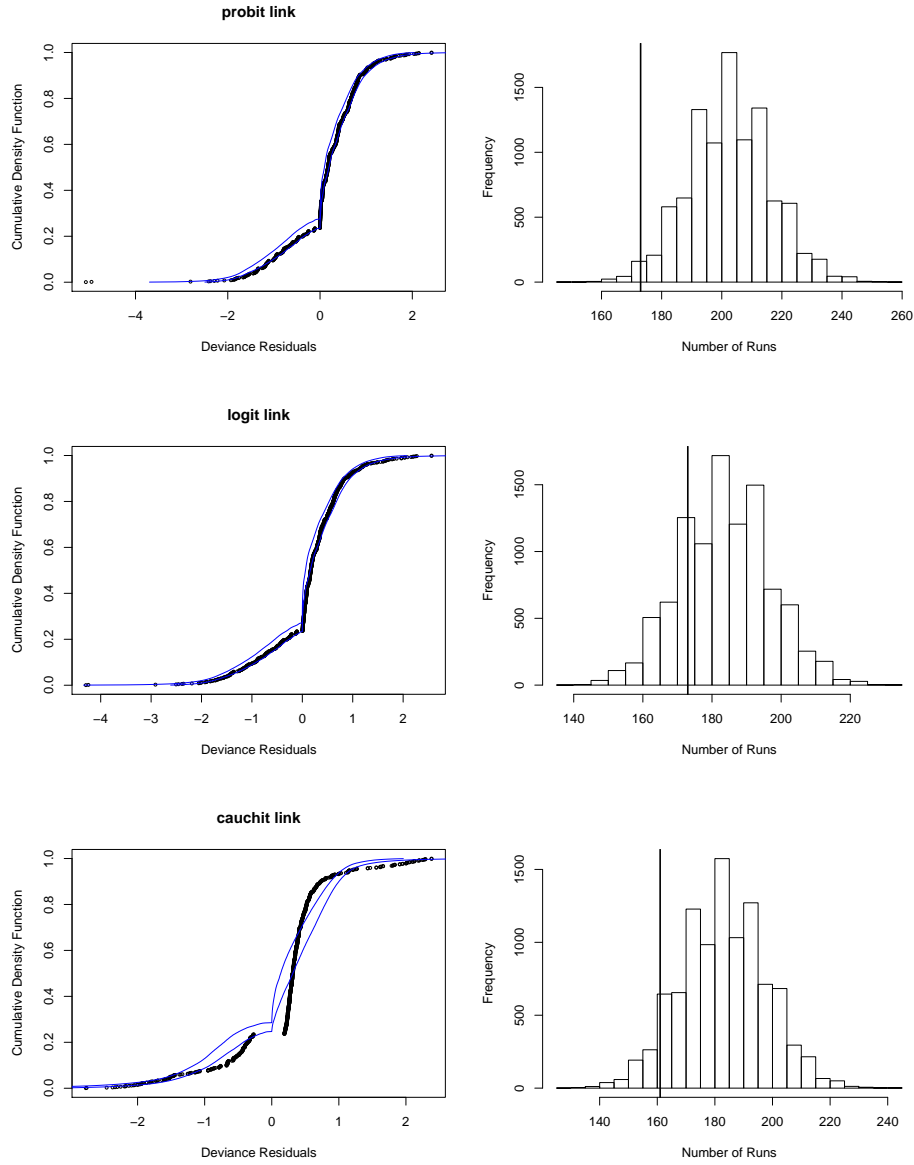 probit link
Cumulative Density Function
0.0 0.2 0.4 0.6 0.8 1.0
−4 −2 0 2
Deviance Residuals
Frequency
0 500 1000 1500
160 180 200 220 240 260
Number of Runs
logit link
Cumulative Density Function
0.0 0.2 0.4 0.6 0.8 1.0
−4 −3 −2 −1 0 1 2
Deviance Residuals
Frequency
0 500 1000 1500
140 160 180 200 220
Number of Runs
cauchit link
Cumulative Density Function
0.0 0.2 0.4 0.6 0.8 1.0
−2 −1 0 1 2
Deviance Residuals
Frequency
0 500 1000 1500
140 160 180 200 220 240
Number of Runs